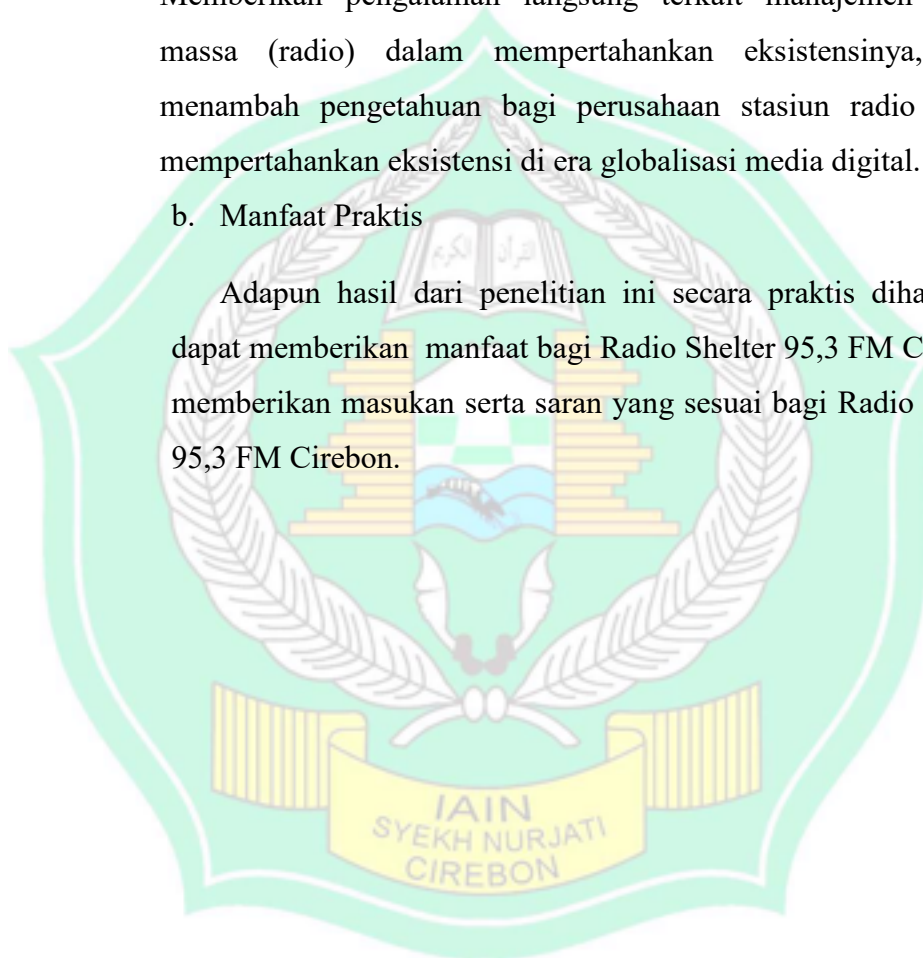 Memberikan pengalaman langsung terkait manajemen
massa (radio) dalam mempertahankan eksistensinya,
menambah pengetahuan bagi perusahaan stasiun radio
mempertahankan eksistensi di era globalisasi media digital.
b. Manfaat Praktis
القرآن الكريم
Adapun hasil dari penelitian ini secara praktis diha
dapat memberikan manfaat bagi Radio Shelter 95,3 FM C
memberikan masukan serta saran yang sesuai bagi Radio
95,3 FM Cirebon.
IAIN
SYEKH NURJATI
CIREBON